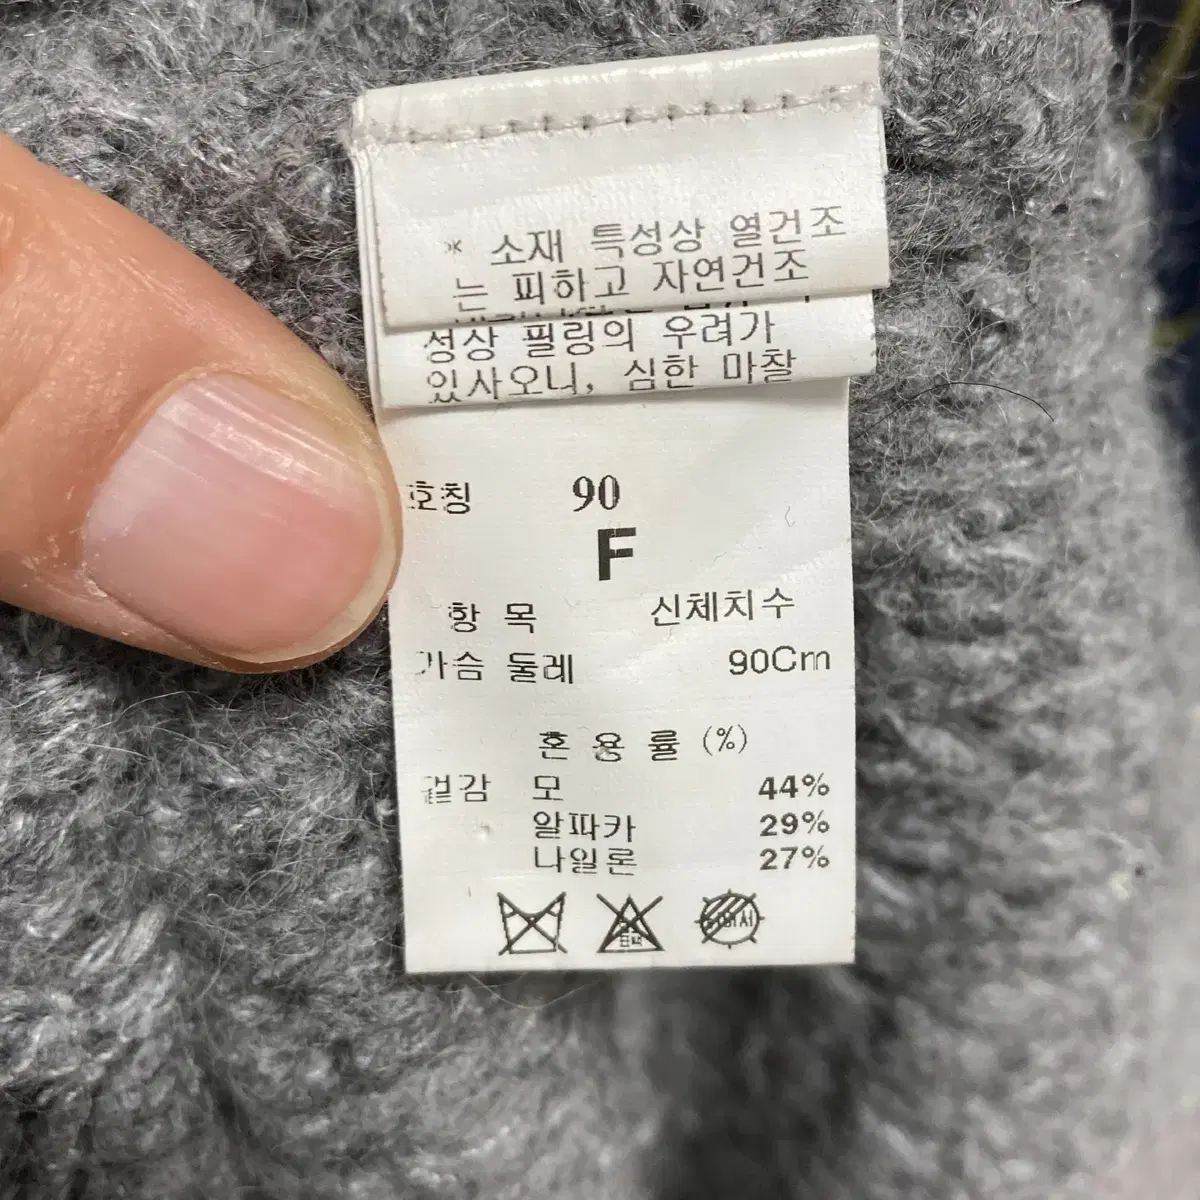 * 소재 특성상 열건조
는 피하고 자연건조
성상 필링의 우려가
있사오니, 심한 마찰
호칭 90
F
항 목 신체치수
가슴 둘레 90Cm
혼 용 률 (%)
겉감 모 44%
알파카 29%
나일론 27%
표백